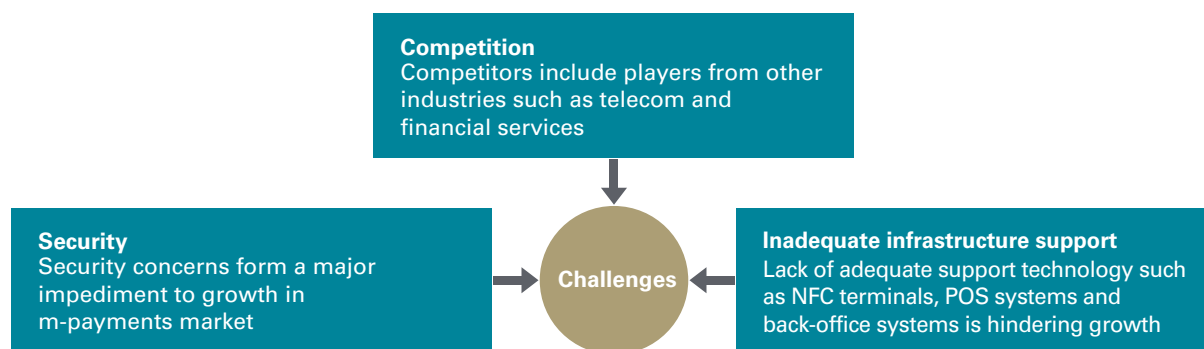 Competition
Competitors include players from other
industries such as telecom and
financial services
Security
Security concerns form a major
impediment to growth in
m-payments market
Challenges
Inadequate infrastructure support
Lack of adequate support technology such
as NFC terminals, POS systems and
back-office systems is hindering growth